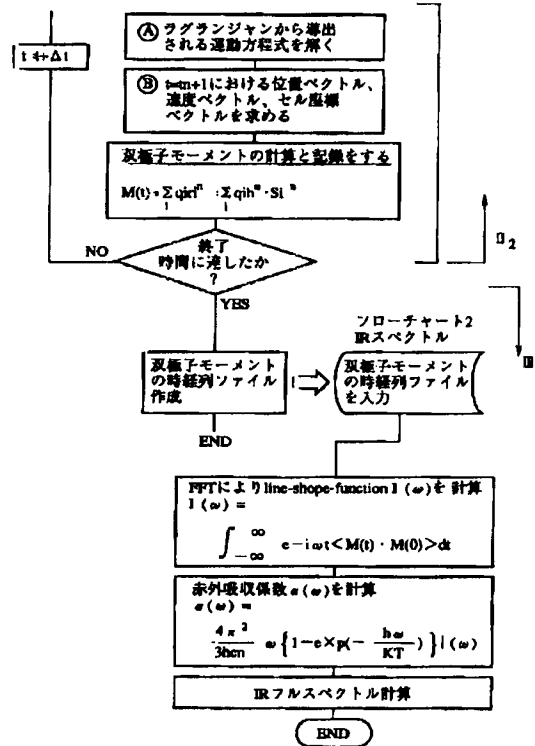 Ⓐ ラグランジャンから導出
される運動方程式を解く
t ← + Δt
Ⓑ t=tn+1における位置ベクトル、
速度ベクトル、セル座標
ベクトルを求める
双極子モーメントの計算と記録をする
M(t) = Σ qiriⁿ : Σ qihⁿ · Siⁿ
i i
NO
終了
時間に達したか
?
YES
2
フローチャート2
IRスペクトル
双極子モーメント
の時経列ファイル
作成
双極子モーメント
の時経列ファイル
を入力
END
FFTによりline-shope-function I (ω)を計算
I (ω) =
∫ ∞ −∞ e − i ω t < M(t) · M(0) > dt
赤外吸収係数α(ω)を計算
α(ω) =
4π² / 3hcn ω { 1 − e × p(− hω / KT ) } I (ω)
IRフルスペクトル計算
END